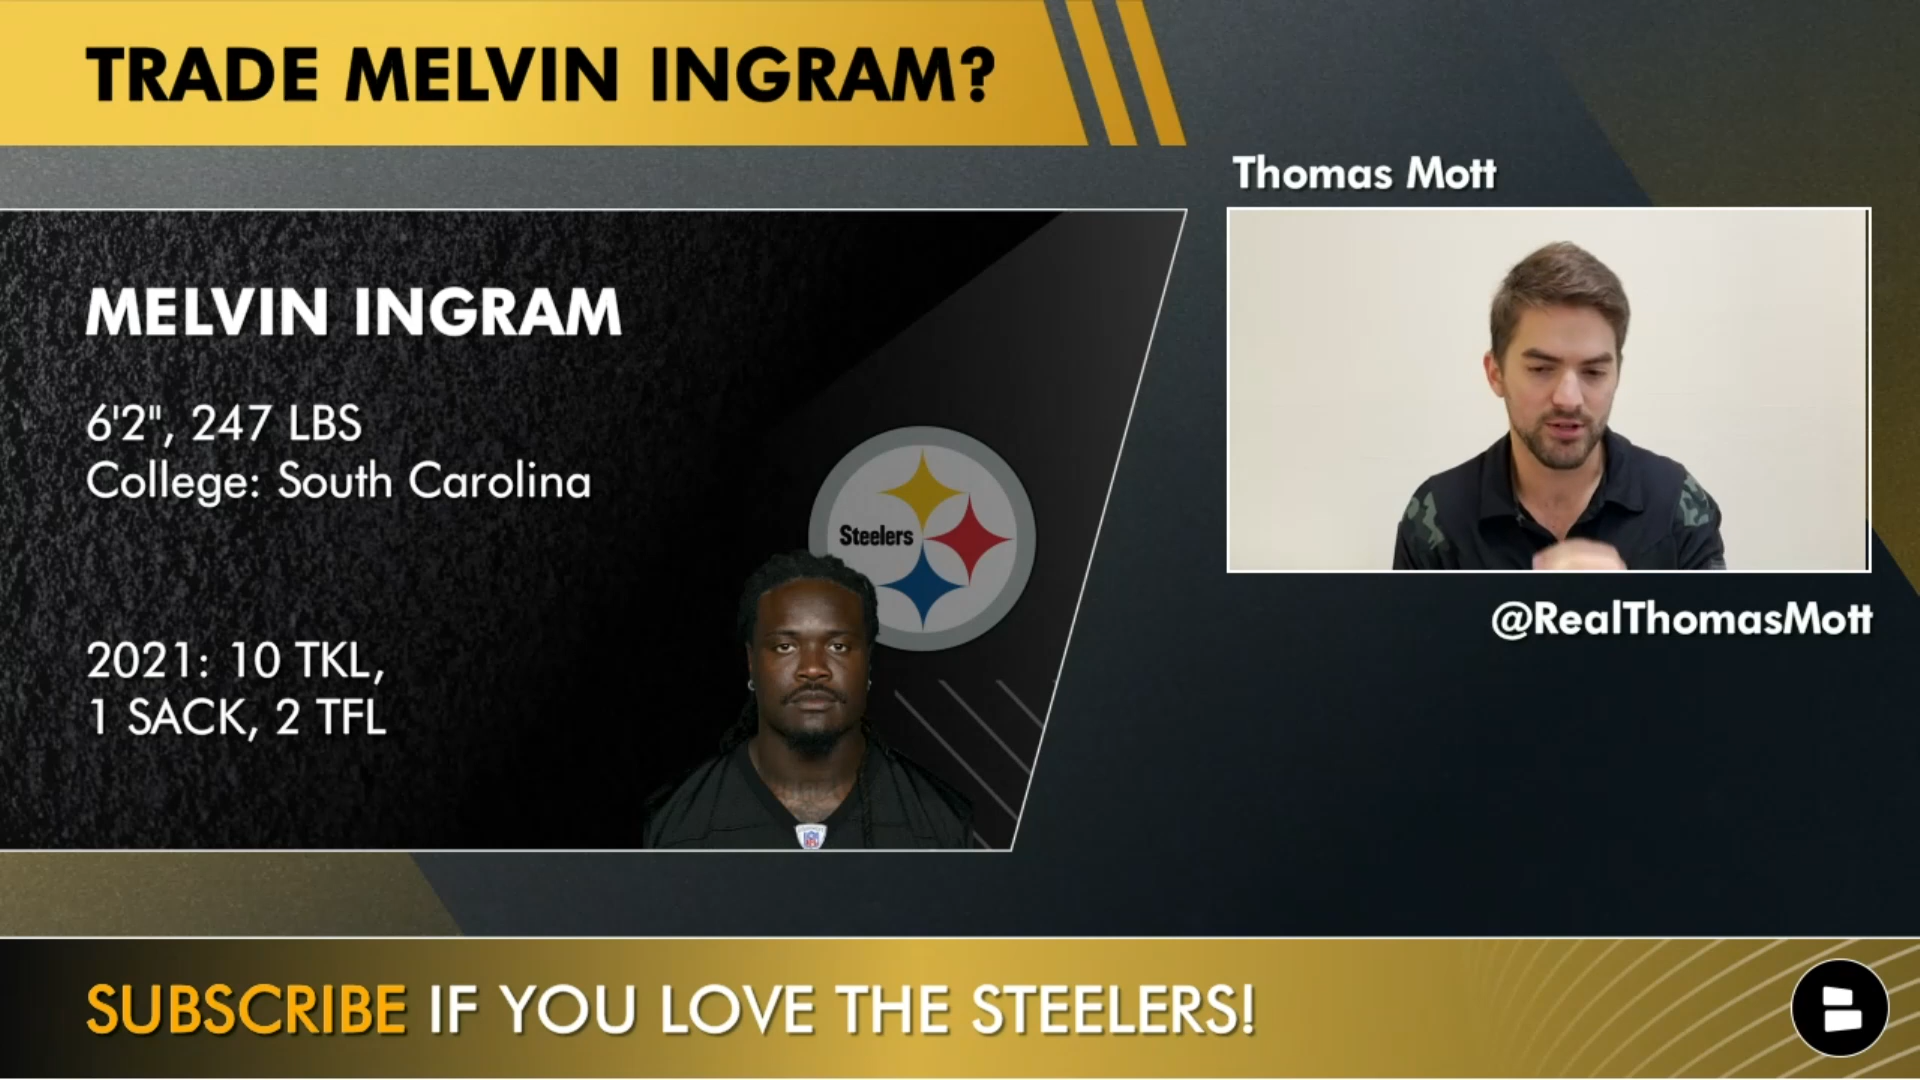 TRADE MELVIN INGRAM?
Thomas Mott
MELVIN INGRAM
6'2", 247 LBS
College: South Carolina
Steelers
@RealThomasMott
2021: 10 TKL,
1 SACK, 2 TFL
NFL
SUBSCRIBE IF YOU LOVE THE STEELERS!